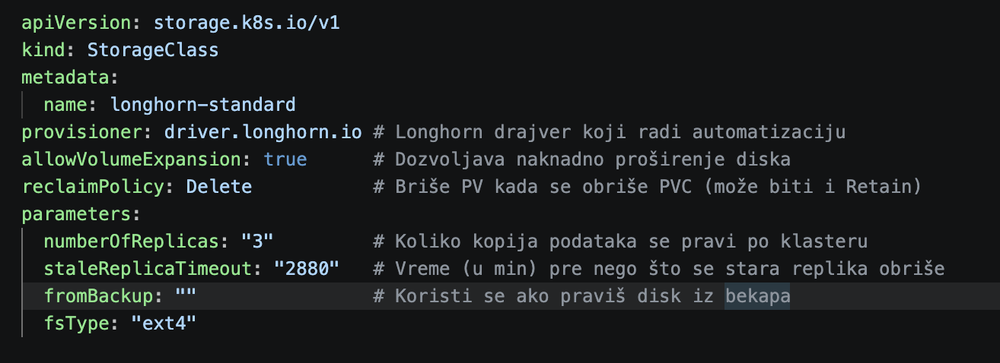 apiVersion: storage.k8s.io/v1
kind: StorageClass
metadata:
  name: longhorn-standard
provisioner: driver.longhorn.io # Longhorn drajver koji radi automatizaciju
allowVolumeExpansion: true      # Dozvoljava naknadno proširenje diska
reclaimPolicy: Delete           # Briše PV kada se obriše PVC (može biti i Retain)
parameters:
  numberOfReplicas: "3"         # Koliko kopija podataka se pravi po klasteru
  staleReplicaTimeout: "2880"   # Vreme (u min) pre nego što se stara replika obriše
  fromBackup: ""                # Koristi se ako praviš disk iz bekapa
  fsType: "ext4"